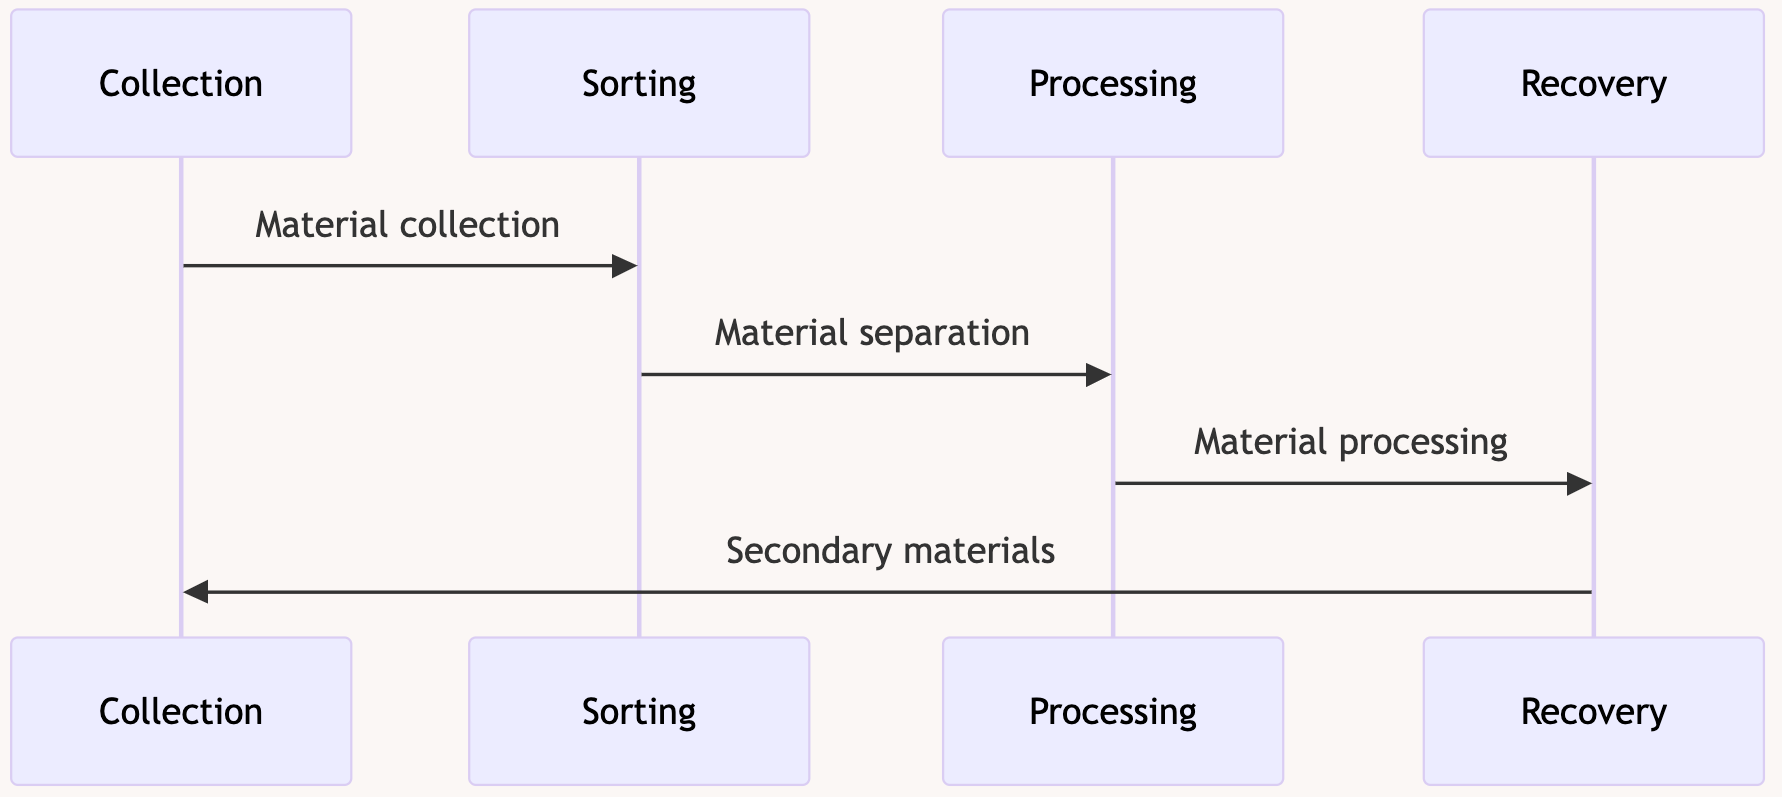 Collection
Sorting
Processing
Recovery
Material collection
Material separation
Material processing
Secondary materials
Collection
Sorting
Processing
Recovery